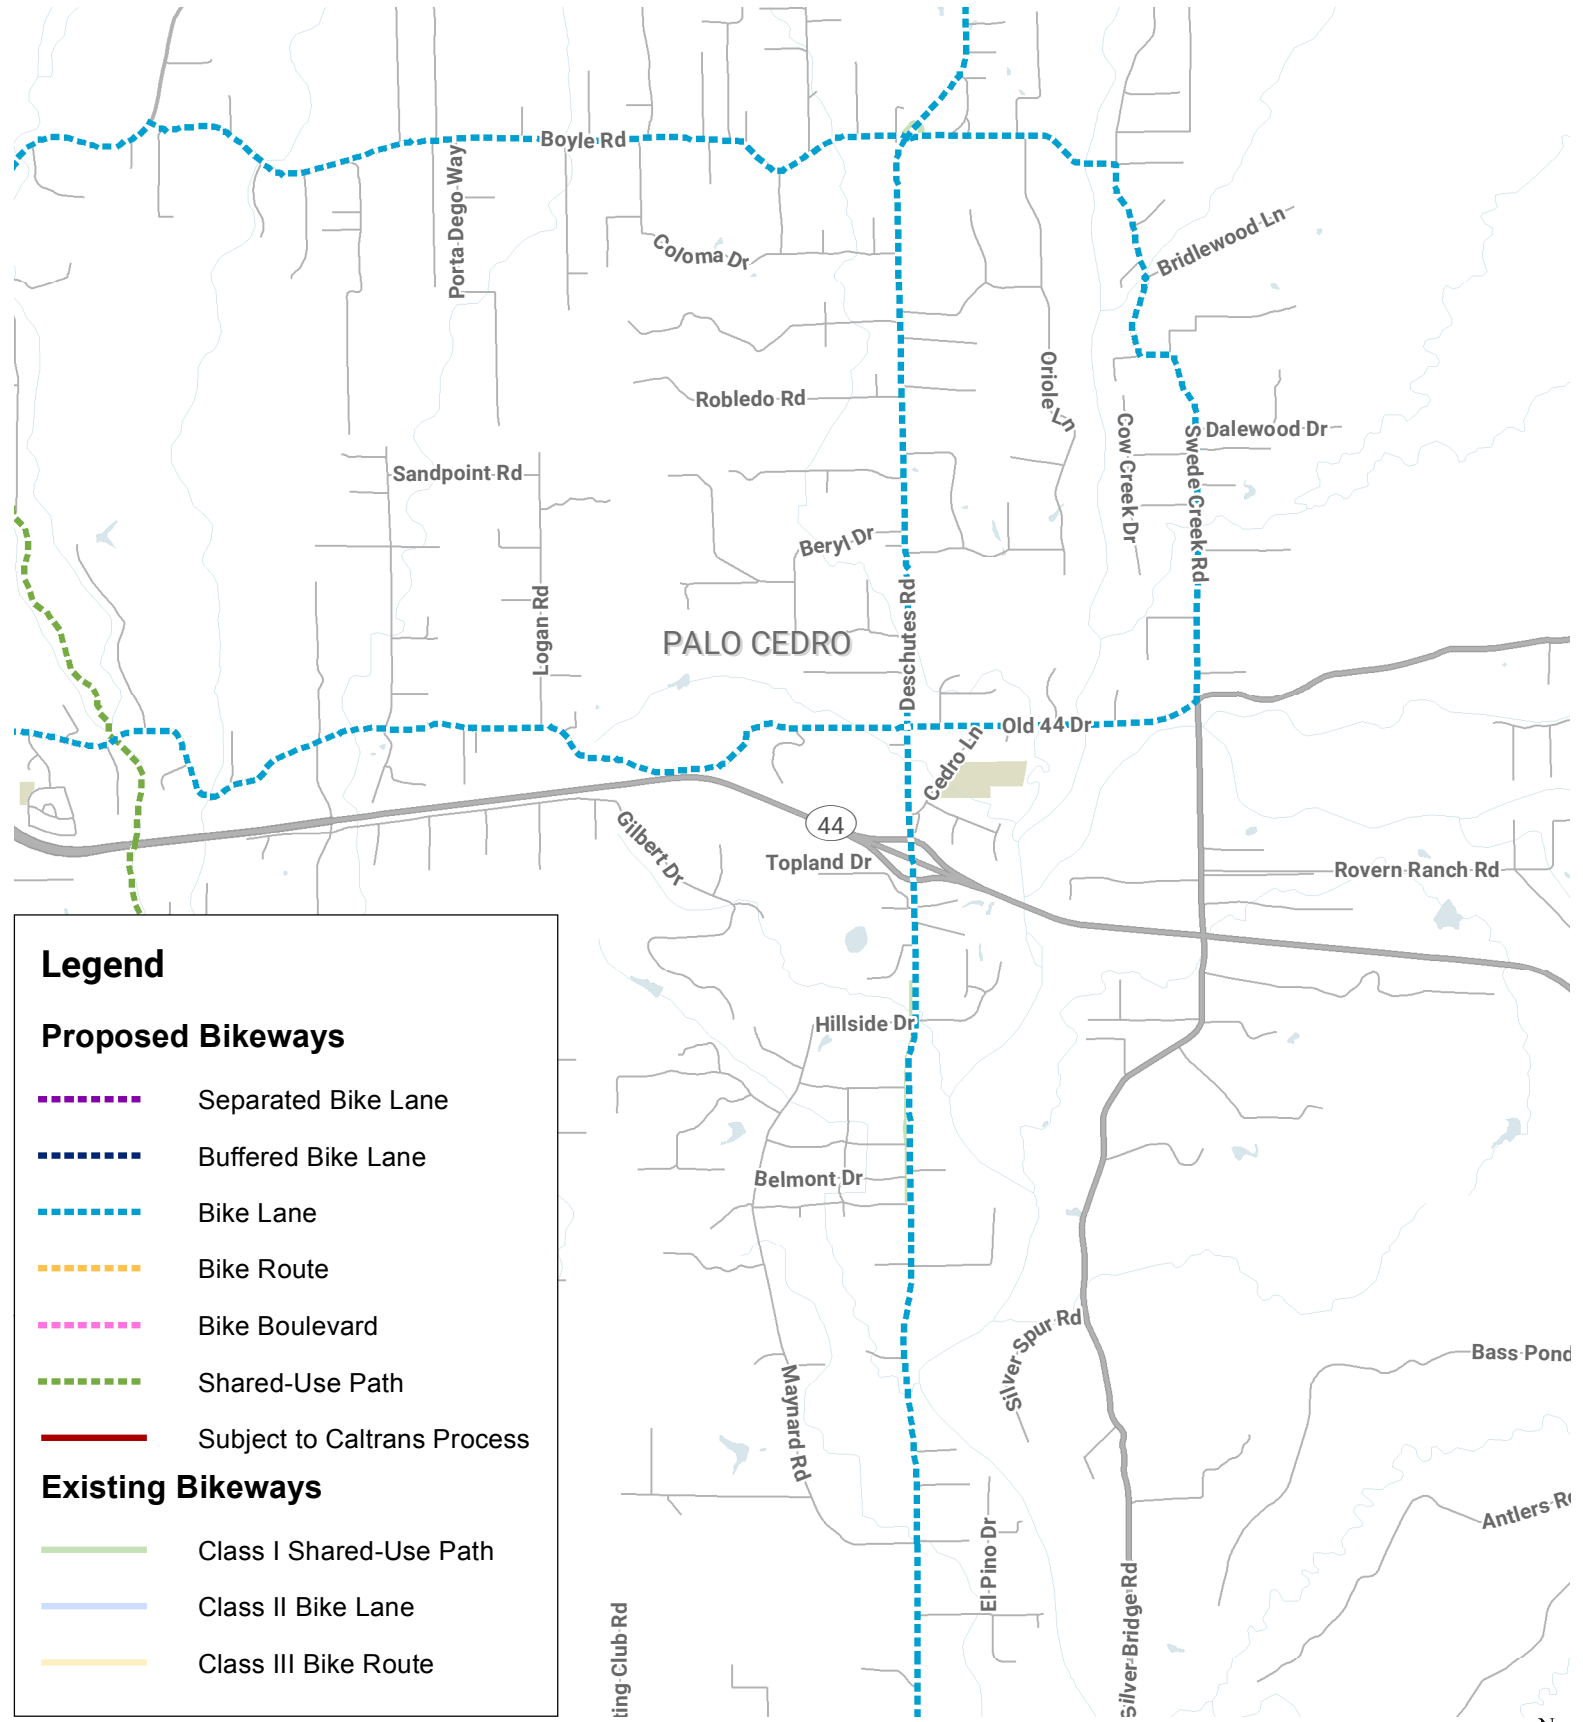 Boyle Rd
Porta Dego Way
Coloma Dr
Bridlewood Ln
Robledo Rd
Oriole Ln
Cow Creek Dr
Swede Creek Rd
Dalewood Dr
Sandpoint Rd
Beryl Dr
Logan Rd
Deschutes Rd
PALO CEDRO
Old 44 Dr
Cedro Ln
44
Gilbert Dr
Topland Dr
Rovern Ranch Rd
Hillside Dr
Belmont Dr
Silver Spur Rd
Maynard Rd
Bass Pond
Antlers R
El Pino Dr
Silver Bridge Rd
ting Club Rd
N
Legend
Proposed Bikeways
Separated Bike Lane
Buffered Bike Lane
Bike Lane
Bike Route
Bike Boulevard
Shared-Use Path
Subject to Caltrans Process
Existing Bikeways
Class I Shared-Use Path
Class II Bike Lane
Class III Bike Route